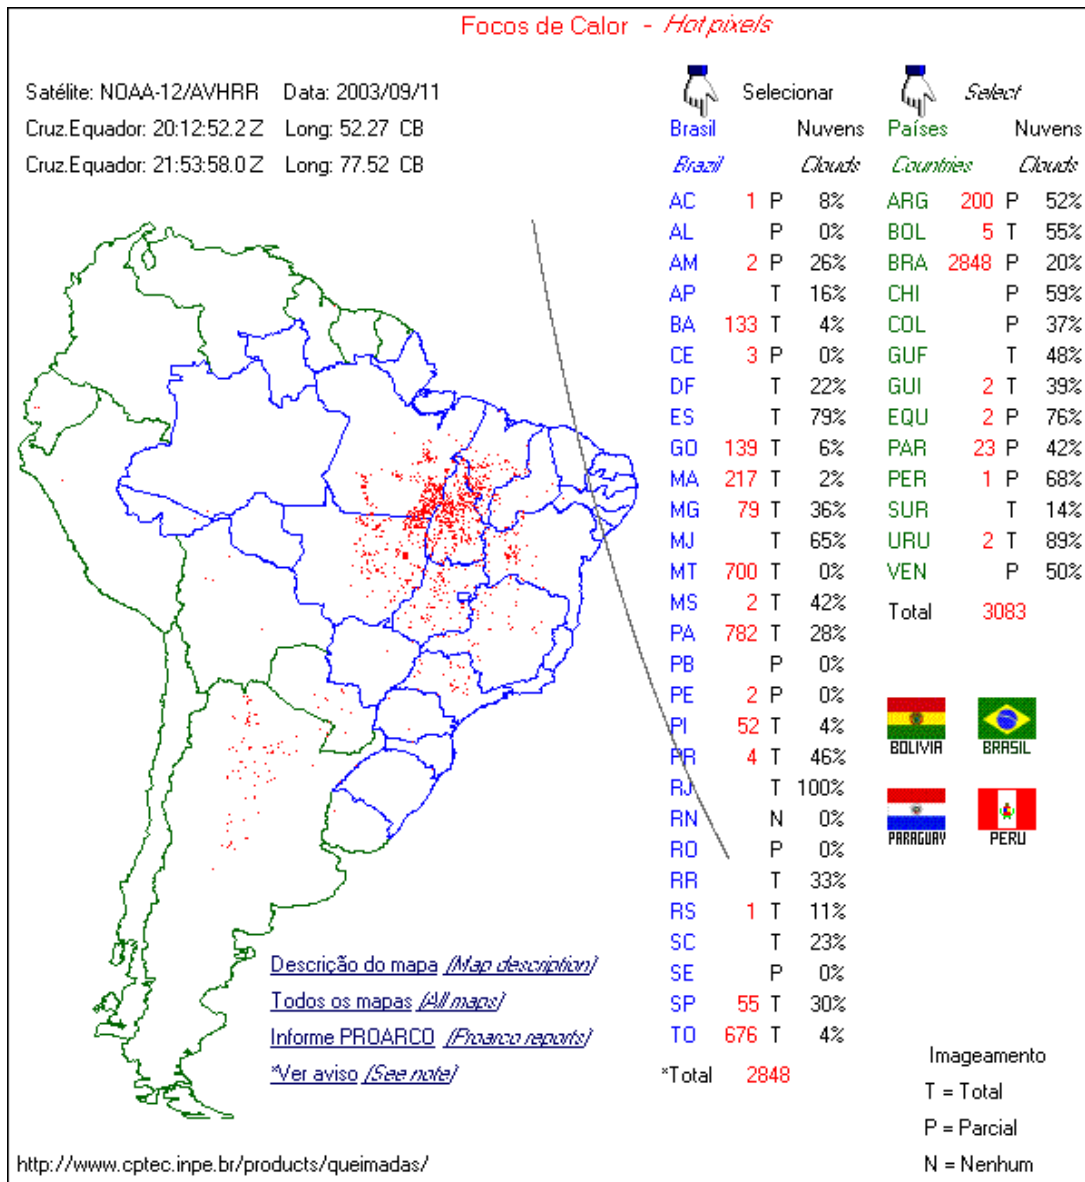 Focos de Calor - Hot pixels
Satélite: NOAA-12/AVHRR Data: 2003/09/11
Cruz.Equador: 20:12:52.2 Z Long: 52.27 CB
Cruz.Equador: 21:53:58.0 Z Long: 77.52 CB
Selecionar
Brasil Nuvens
Brazil Clouds
AC 1 P 8%
AL P 0%
AM 2 P 26%
AP T 16%
BA 133 T 4%
CE 3 P 0%
DF T 22%
ES T 79%
GO 139 T 6%
MA 217 T 2%
MG 79 T 36%
MJ T 65%
MT 700 T 0%
MS 2 T 42%
PA 782 T 28%
PB P 0%
PE 2 P 0%
PI 52 T 4%
PR 4 T 46%
RJ T 100%
RN N 0%
RO P 0%
RR T 33%
RS 1 T 11%
SC T 23%
SE P 0%
SP 55 T 30%
TO 676 T 4%
*Total 2848
Select
Países Nuvens
Countries Clouds
ARG 200 P 52%
BOL 5 T 55%
BRA 2848 P 20%
CHI P 59%
COL P 37%
GUF T 48%
GUI 2 T 39%
EQU 2 P 76%
PAR 23 P 42%
PER 1 P 68%
SUR T 14%
URU 2 T 89%
VEN P 50%
Total 3083
BOLIVIA BRASIL
PARAGUAY PERU
Descrição do mapa (Map description)
Todos os mapas (All maps)
Informe PROARCO (Proarco reports)
*Ver aviso (See note)
Imageamento
T = Total
P = Parcial
N = Nenhum
http://www.cptec.inpe.br/products/queimadas/